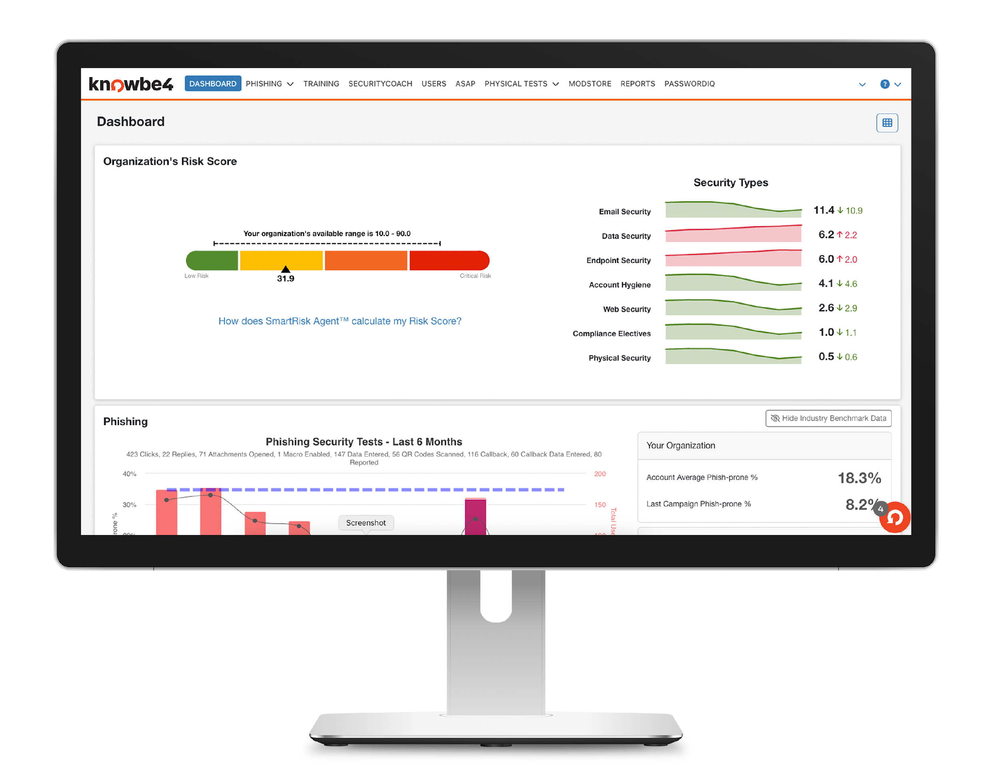 knowbe4 DASHBOARD PHISHING TRAINING SECURITYCOACH USERS ASAP PHYSICAL TESTS MODSTORE REPORTS PASSWORDIQ ?
Dashboard
Organization's Risk Score
Your organization's available range is 10.0 - 90.0
Low Risk
Critical Risk
31.9
How does SmartRisk Agent™ calculate my Risk Score?
Security Types
Email Security 11.4 ↓ 10.9
Data Security 6.2 ↑ 2.2
Endpoint Security 6.0 ↑ 2.0
Account Hygiene 4.1 ↓ 4.6
Web Security 2.6 ↓ 2.9
Compliance Electives 1.0 ↓ 1.1
Physical Security 0.5 ↓ 0.6
Phishing
Hide Industry Benchmark Data
Phishing Security Tests - Last 6 Months
423 Clicks, 22 Replies, 71 Attachments Opened, 1 Macro Enabled, 147 Data Entered, 56 QR Codes Scanned, 116 Callback, 60 Callback Data Entered, 80
Reported
40%
200
30%
150
Total
Screenshot
Your Organization
Account Average Phish-prone % 18.3%
Last Campaign Phish-prone % 8.2%
4